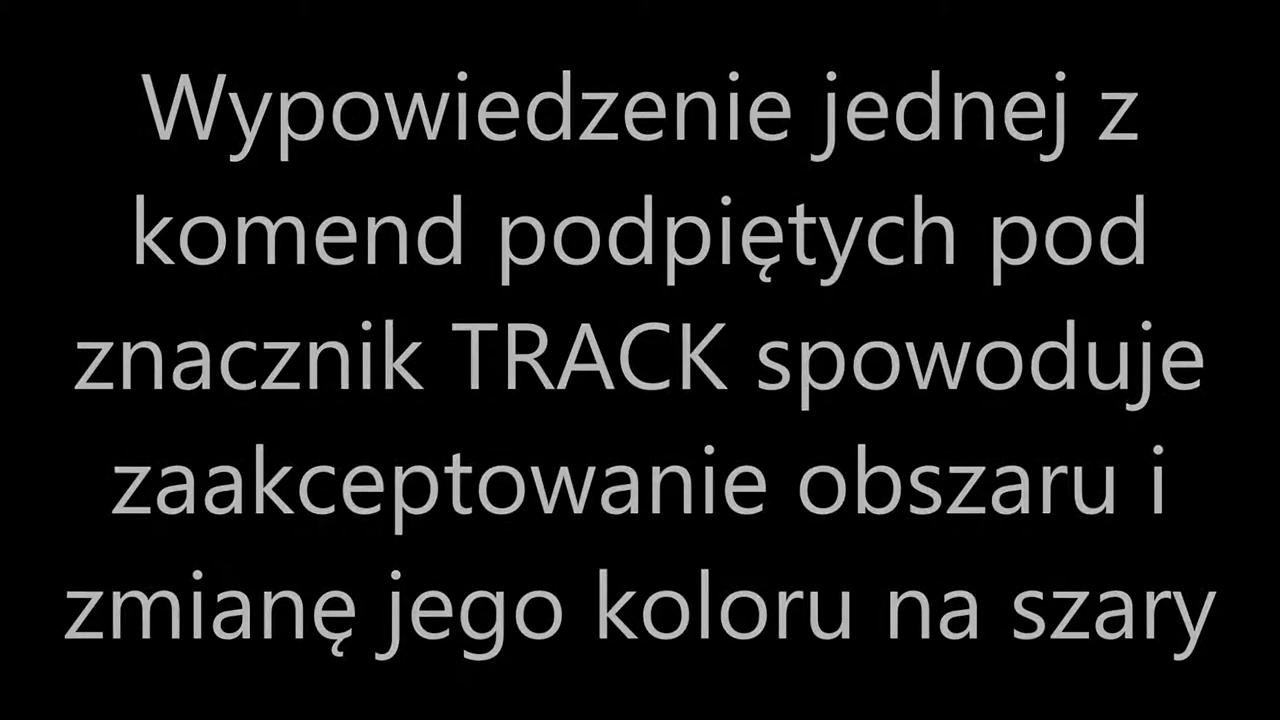 Wypowiedzenie jednej z
komend podpiętych pod
znacznik TRACK spowoduje
zaakceptowanie obszaru i
zmianę jego koloru na szary